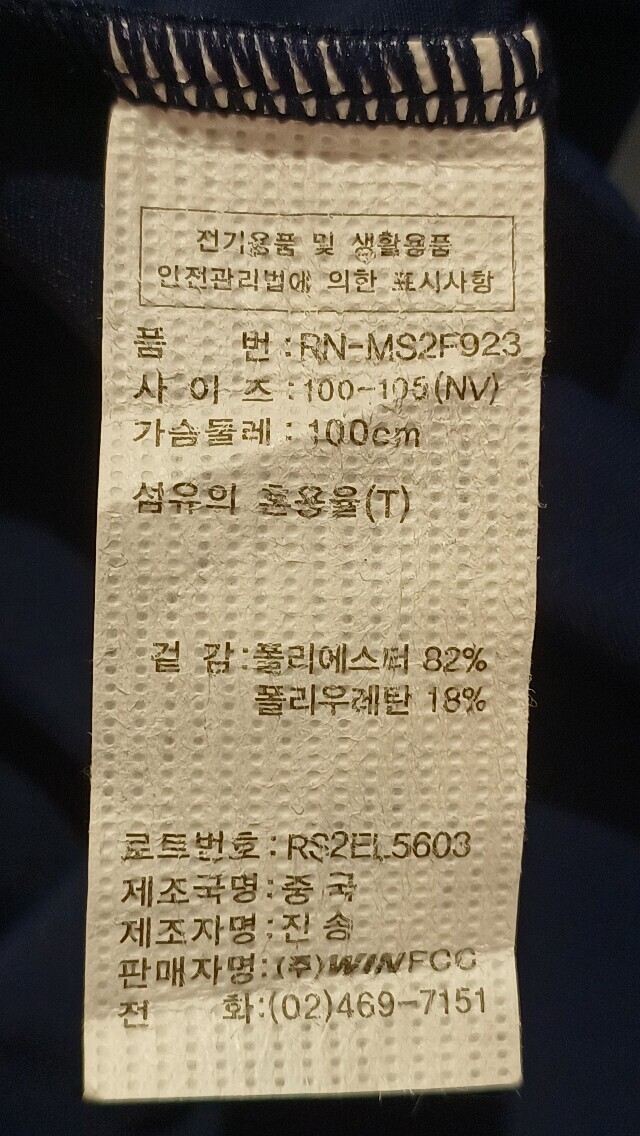 전기용품 및 생활용품
안전관리법에 의한 표시사항
품 번 : RN-MS2F923
사 이 즈 : 100-105(NV)
가슴둘레 : 100cm
섬유의 혼용율(T)
겉 감 : 폴리에스터 82%
폴리우레탄 18%
로트번호 : RS2EL5603
제조국명 : 중 국
제조자명 : 진 송
판매자명 : (주)WINFCC
전 화 : (02)469-7151